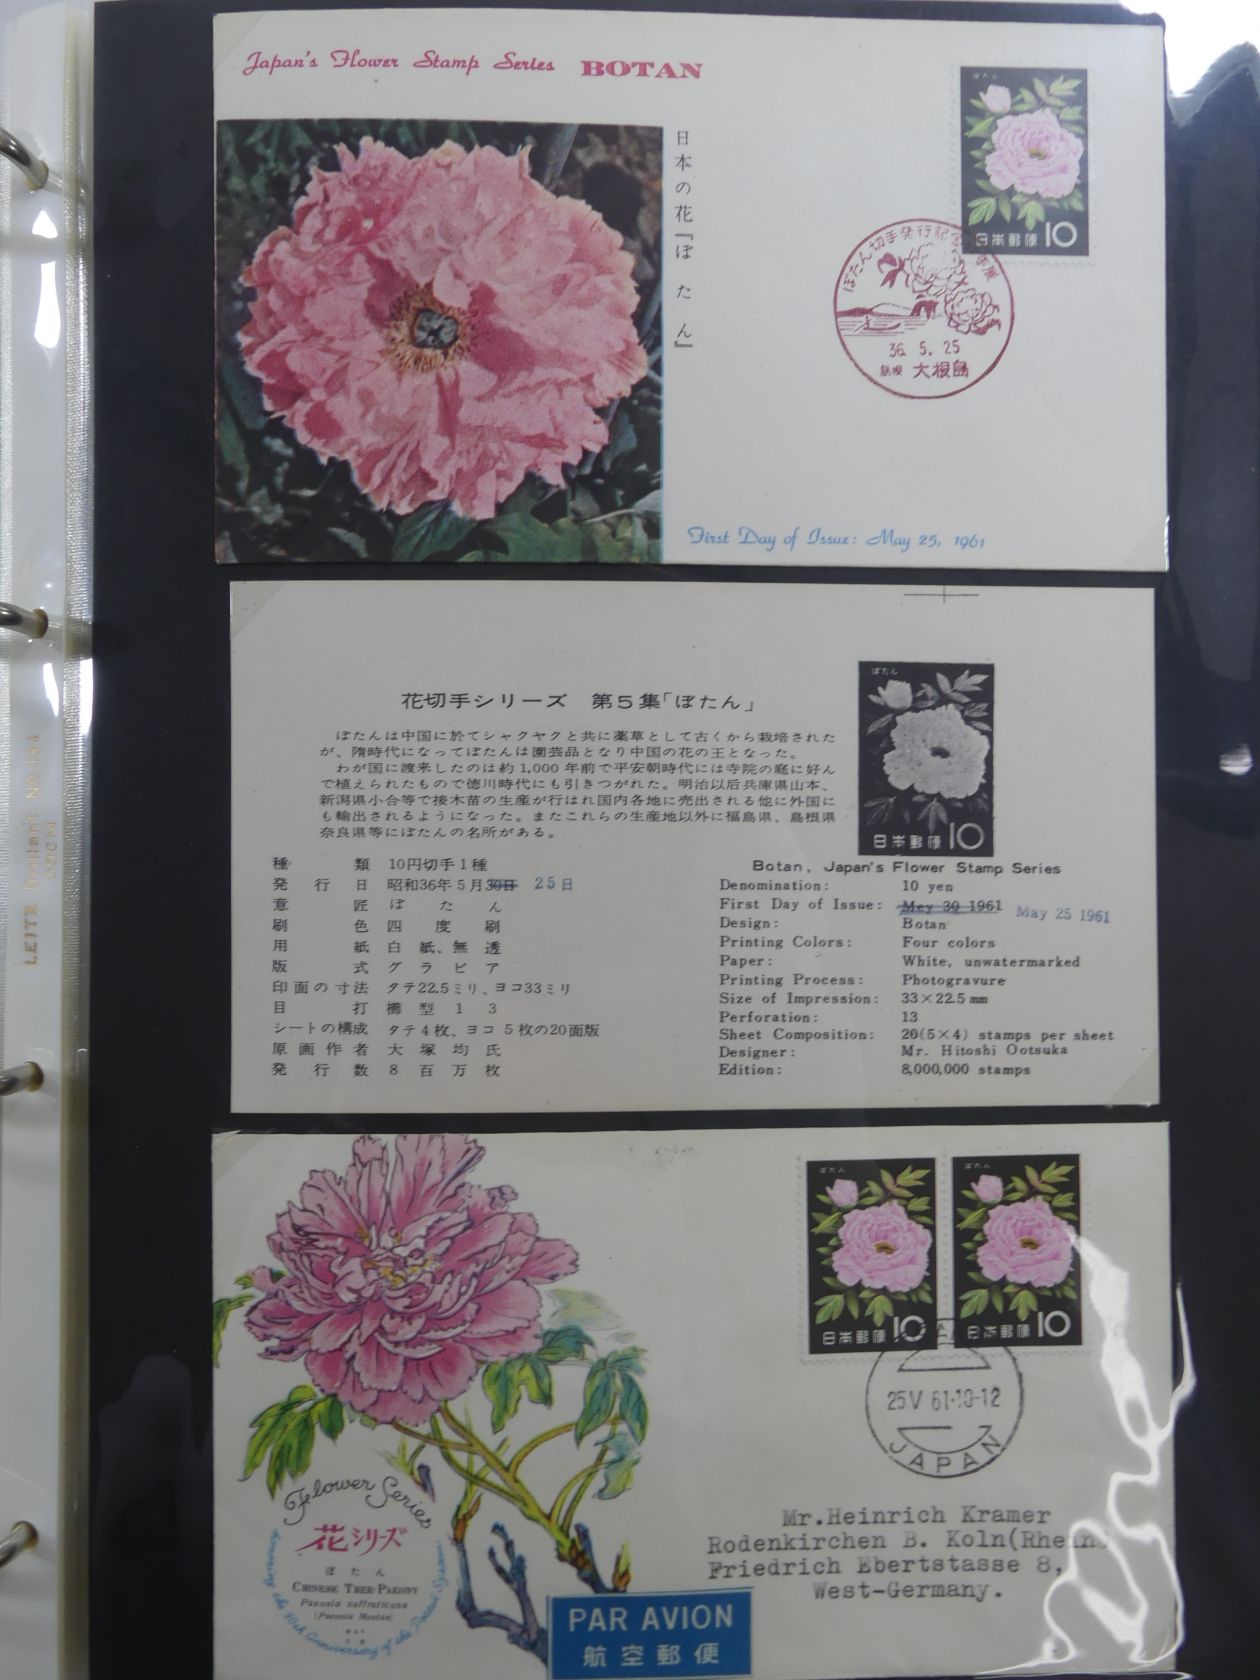 Japan's Flower Stamp Series BOTAN
日本の花『ぼたん』
ぼたん
日本郵便 10
36. 5. 25
島根 大根島
First Day of Issue: May 25, 1961
花切手シリーズ 第5集「ぼたん」
ぼたんは中国に於てシャクヤクと共に薬草として古くから栽培された
が、隋時代になってぼたんは園芸品となり中国の花の王となった。
わが国に渡来したのは約1,000年前で平安朝時代には寺院の庭に好ん
で植えられたもので徳川時代にも引きつがれた。明治以后兵庫県山本、
新潟県小合等で接木苗の生産が行はれ国内各地に売出される他に外国に
も輸出されるようになった。またこれらの生産地以外に福島県、島根県
奈良県等にぼたんの名所がある。
ぼたん
日本郵便 10
種類 10円切手1種
発行日 昭和36年5月30日 25日
意匠 ぼたん
刷色 四度刷
用紙 白紙、無透
版式 グラビア
印面の寸法 タテ22.5ミリ、ヨコ33ミリ
目打 櫛型13
シートの構成 タテ4枚、ヨコ5枚の20面版
原画作者 大塚均氏
発行数 8百万枚
Botan, Japan's Flower Stamp Series
Denomination: 10 yen
First Day of Issue: May 30 1961 May 25 1961
Design: Botan
Printing Colors: Four colors
Paper: White, unwatermarked
Printing Process: Photogravure
Size of Impression: 33×22.5 mm
Perforation: 13
Sheet Composition: 20(5×4) stamps per sheet
Designer: Mr. Hitoshi Ootsuka
Edition: 8,000,000 stamps
ぼたん
日本郵便 10
ぼたん
日本郵便 10
25.V 61.10-12
JAPAN
Mr.Heinrich Kramer
Rodenkirchen B. Koln(Rhein)
Friedrich Ebertstasse 8,
West-Germany.
Flower Series
花シリーズ
ぼたん
CHINESE TREE-PAEONY
Paeonia suffruticosa
(Paeonia Moutan)
the 90th Anniversary of the Postal System
PAR AVION
航空郵便
LEITZ Brillant